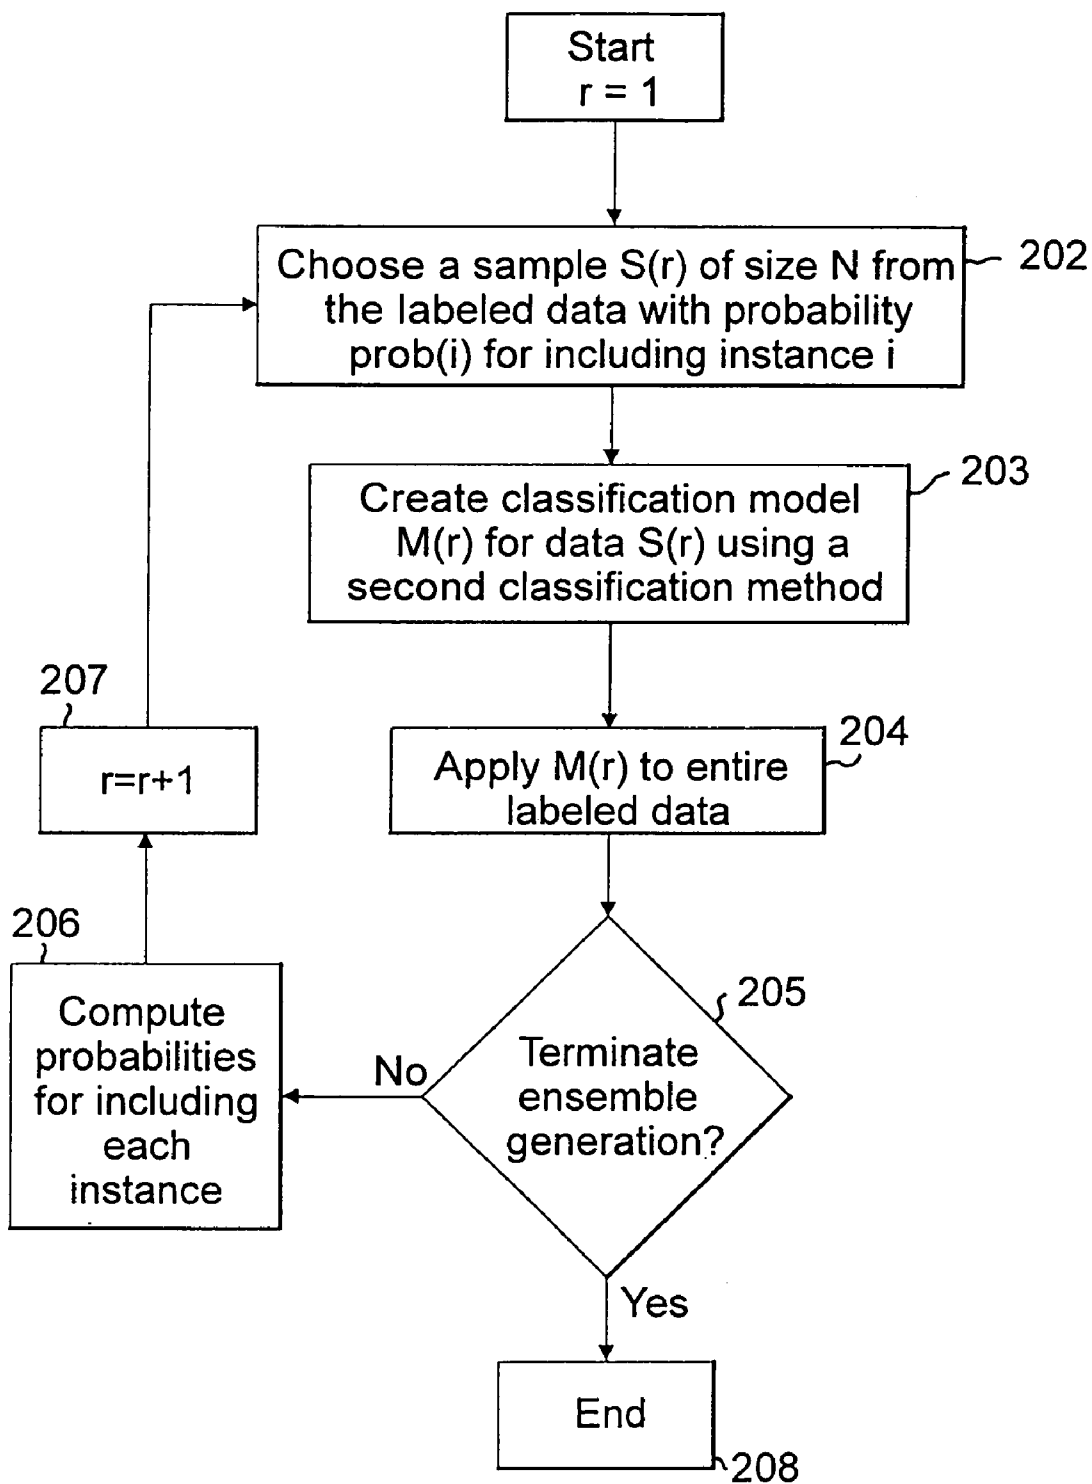 Start
r = 1
Choose a sample S(r) of size N from
the labeled data with probability
prob(i) for including instance i
202
Create classification model
M(r) for data S(r) using a
second classification method
203
Apply M(r) to entire
labeled data
204
Terminate
ensemble
generation?
205
No
Compute
probabilities
for including
each
instance
206
r=r+1
207
Yes
End
208